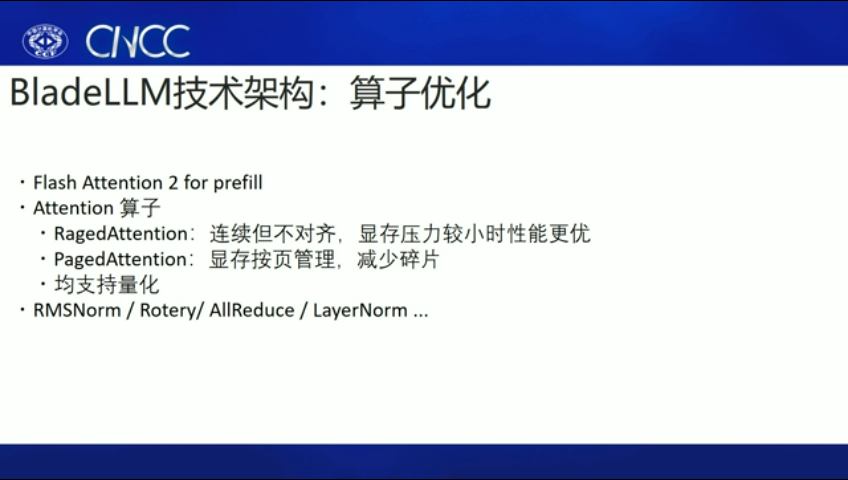 CNCC
CCF
BladeLLM技术架构：算子优化
· Flash Attention 2 for prefill
· Attention 算子
· RagedAttention：连续但不对齐，显存压力较小时性能更优
· PagedAttention：显存按页管理，减少碎片
· 均支持量化
· RMSNorm / Rotery/ AllReduce / LayerNorm ...